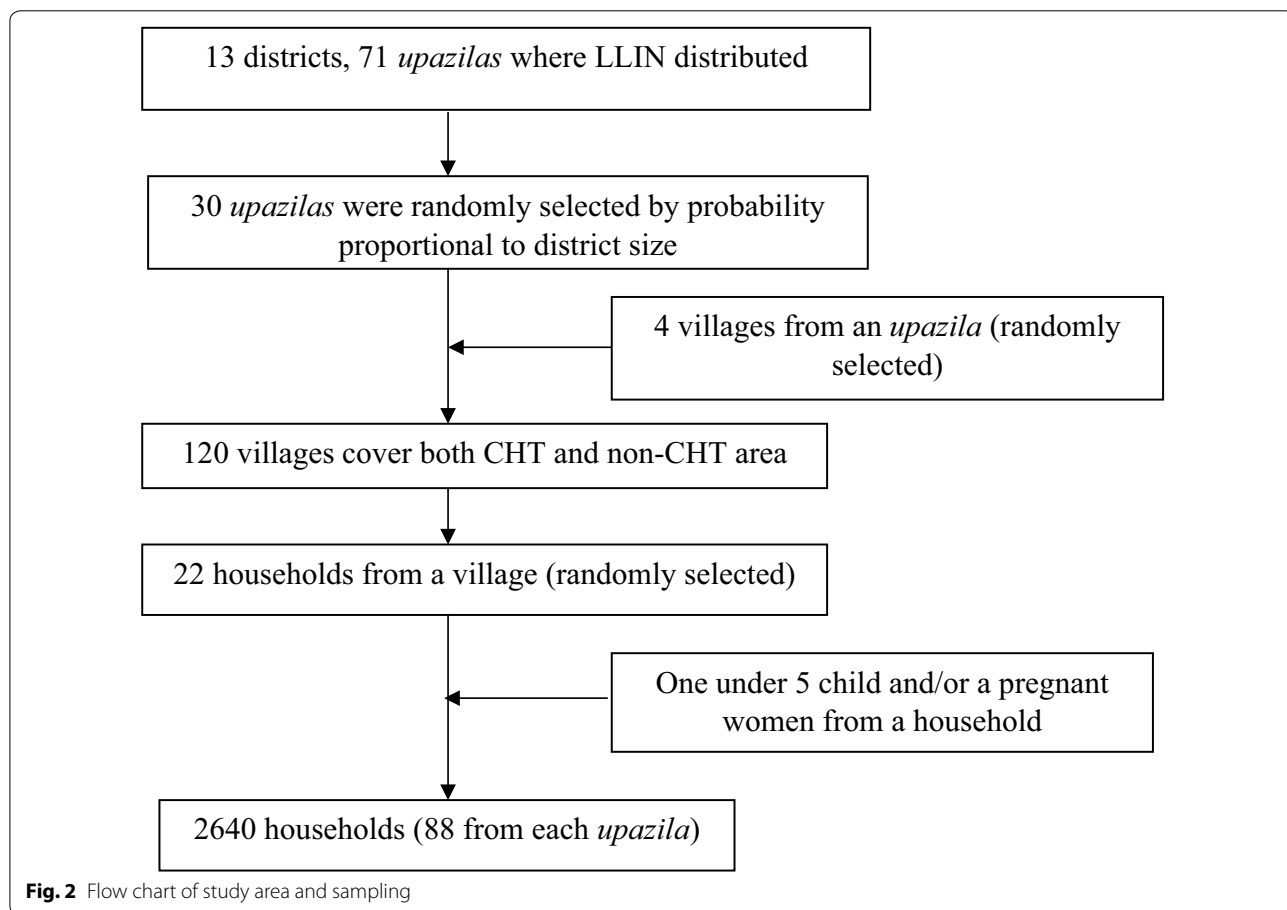 13 districts, 71 upazilas where LLIN distributed
30 upazilas were randomly selected by probability
proportional to district size
4 villages from an upazila (randomly
selected)
120 villages cover both CHT and non-CHT area
22 households from a village (randomly selected)
One under 5 child and/or a pregnant
women from a household
2640 households (88 from each upazila)
Fig. 2 Flow chart of study area and sampling